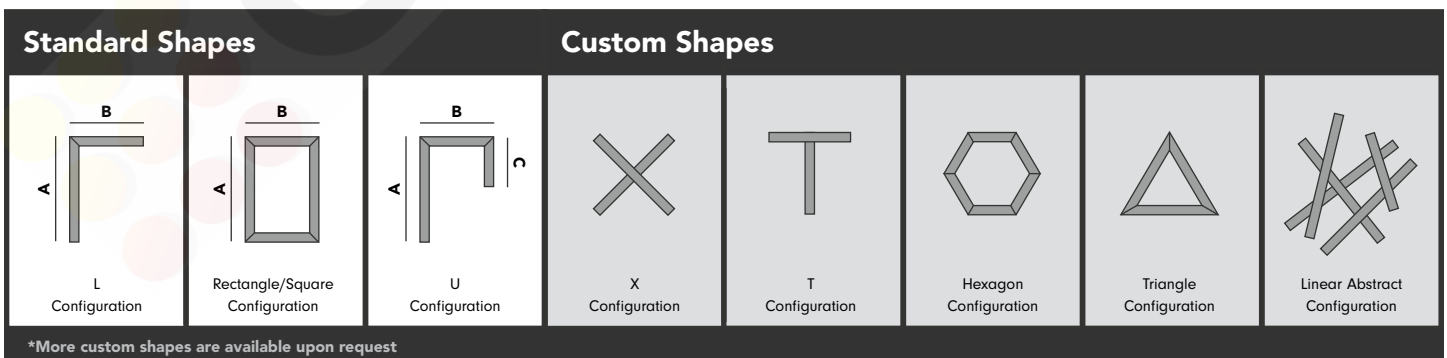 Standard Shapes
Custom Shapes
B
A
L
Configuration
B
A
Rectangle/Square
Configuration
B
A
C
U
Configuration
X
Configuration
T
Configuration
Hexagon
Configuration
Triangle
Configuration
Linear Abstract
Configuration
*More custom shapes are available upon request